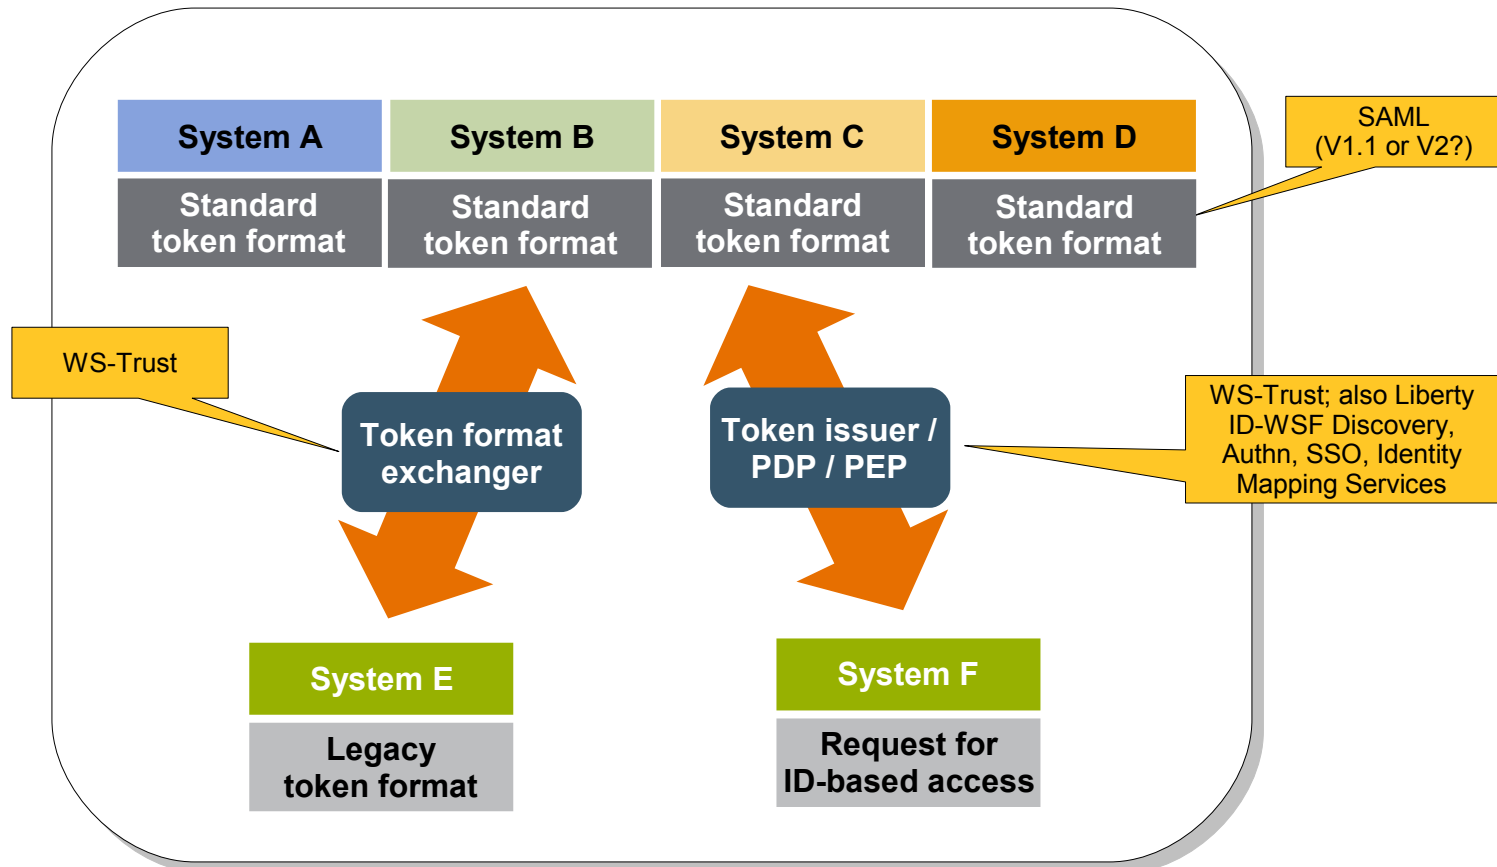 System A
System B
System C
System D
SAML
(V1.1 or V2?)
Standard
token format
Standard
token format
Standard
token format
Standard
token format
WS-Trust
Token format
exchanger
Token issuer /
PDP / PEP
WS-Trust; also Liberty
ID-WSF Discovery,
Authn, SSO, Identity
Mapping Services
System E
Legacy
token format
System F
Request for
ID-based access